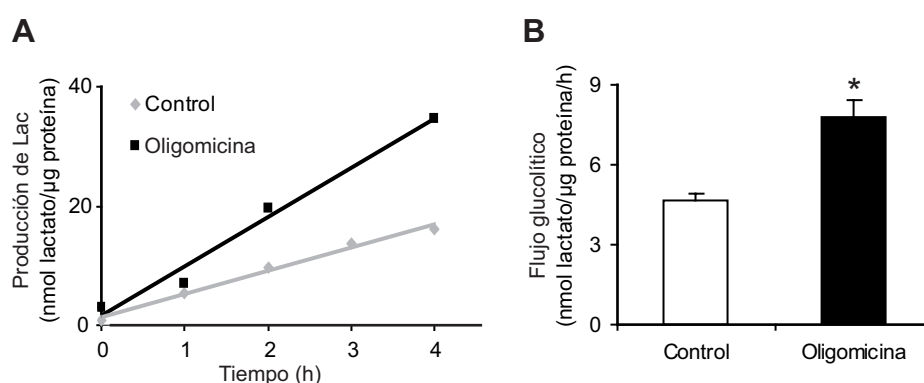 A
Producción de Lac
(nmol lactato/µg proteína)
40
20
0
Control
Oligomicina
0 1 2 3 4
Tiempo (h)
B
Flujo glucolítico
(nmol lactato/µg proteína/h)
9
6
3
0
*
Control Oligomicina